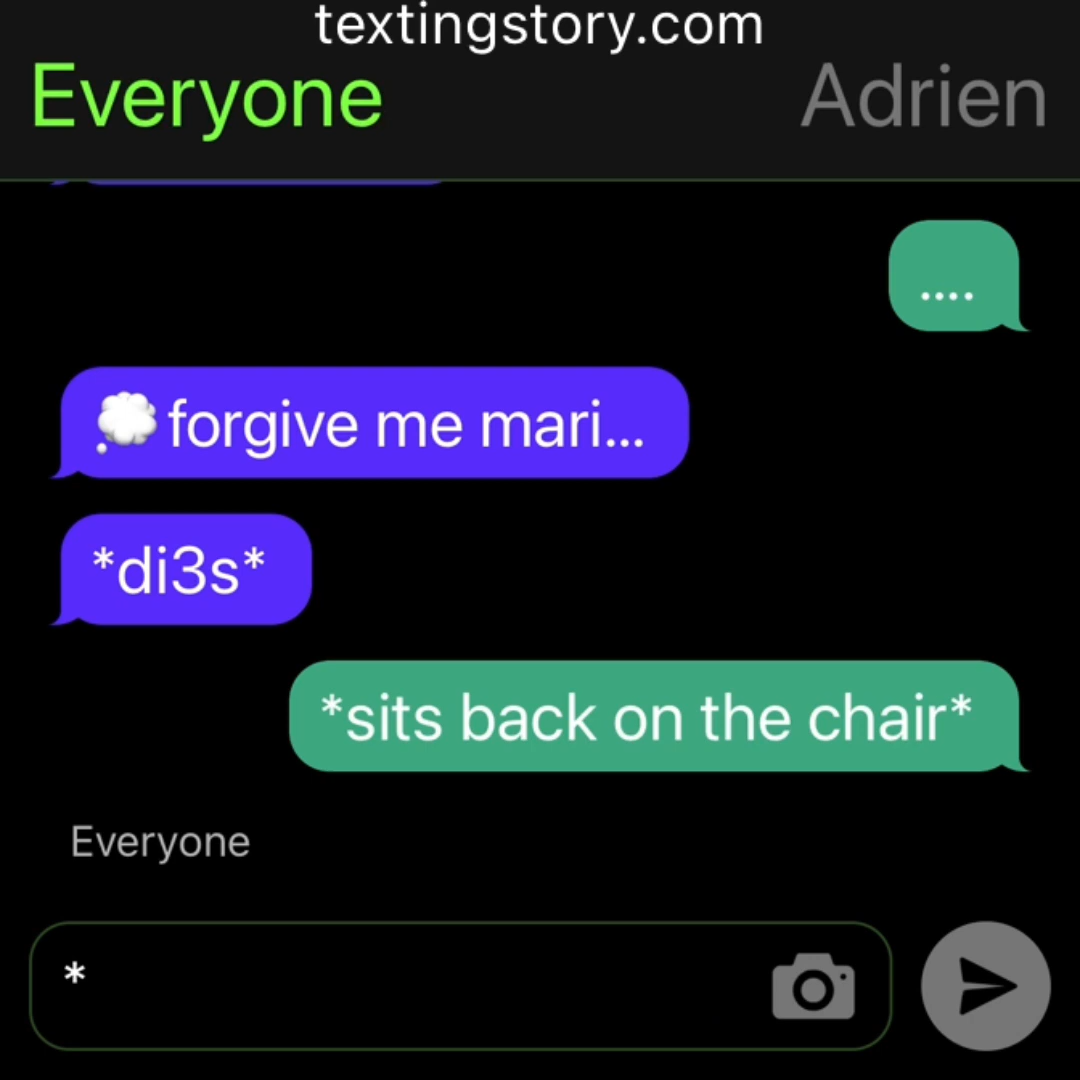 textingstory.com
Everyone
Adrien
....
💭forgive me mari...
*di3s*
*sits back on the chair*
Everyone
*